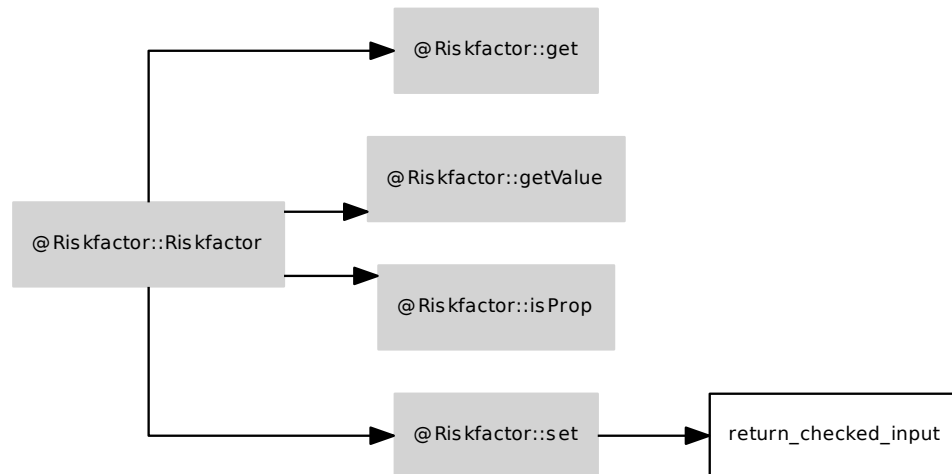 @Riskfactor::get
@Riskfactor::getValue
@Riskfactor::Riskfactor
@Riskfactor::isProp
@Riskfactor::set
return_checked_input